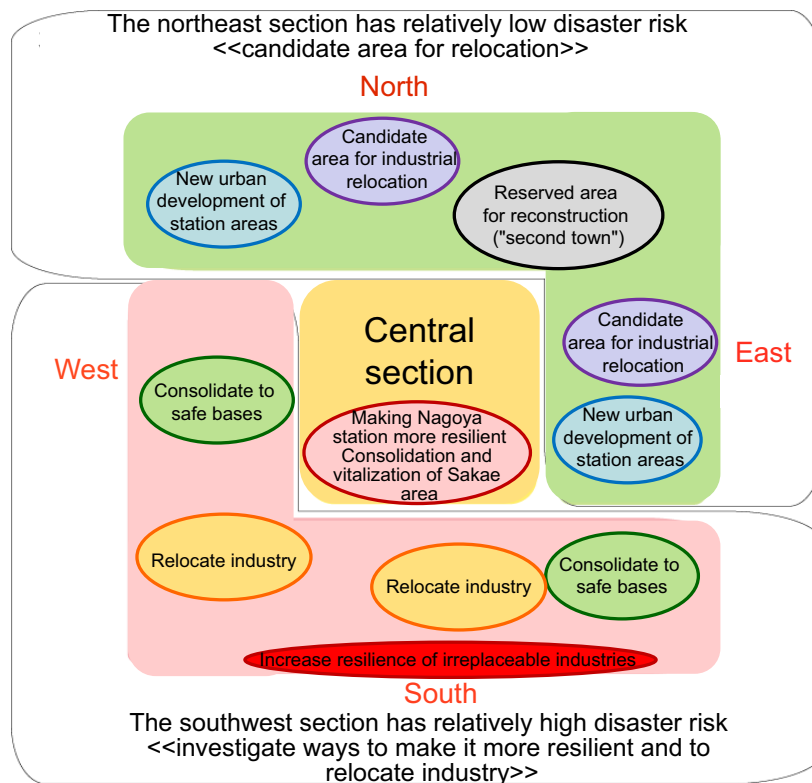 The northeast section has relatively low disaster risk
<<candidate area for relocation>>
North
Candidate
area for industrial
relocation
New urban
development of
station areas
Reserved area
for reconstruction
("second town")
Central
section
Candidate
area for industrial
relocation
East
West
Consolidate to
safe bases
Making Nagoya
station more resilient
Consolidation and
vitalization of Sakae
area
New urban
development of
station areas
Relocate industry
Relocate industry
Consolidate to
safe bases
Increase resilience of irreplaceable industries
South
The southwest section has relatively high disaster risk
<<investigate ways to make it more resilient and to
relocate industry>>